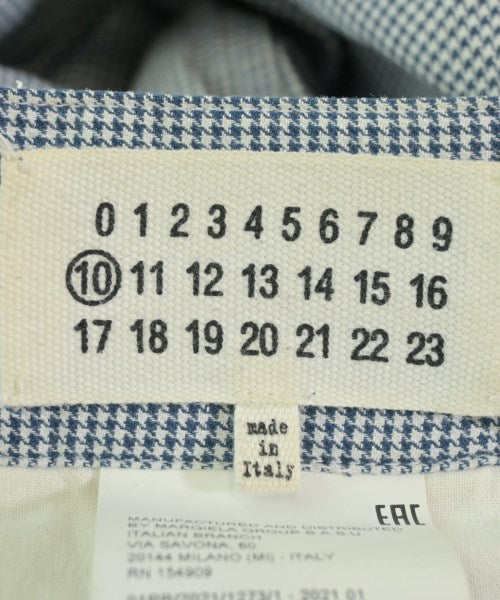 0 1 2 3 4 5 6 7 8 9
10 11 12 13 14 15 16
17 18 19 20 21 22 23
made
in
Italy
EAC
MANUFACTURED AND DISTRIBUTED
BY MARGIELA GROUP S.A.S.U
ITALIAN BRANCH
VIA SAVONA, 60
20144 MILANO (MI) - ITALY
RN 154909
2021 01